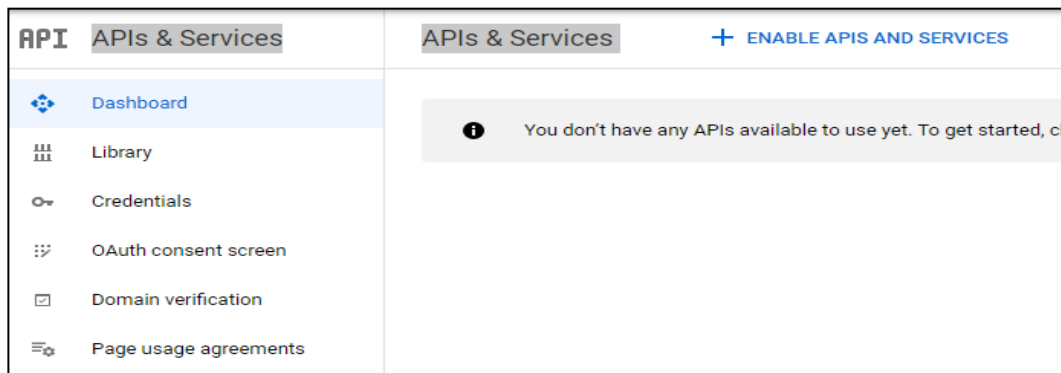 API APIs & Services
APIs & Services
+ ENABLE APIS AND SERVICES
Dashboard
Library
Credentials
OAuth consent screen
Domain verification
Page usage agreements
You don't have any APIs available to use yet. To get started,